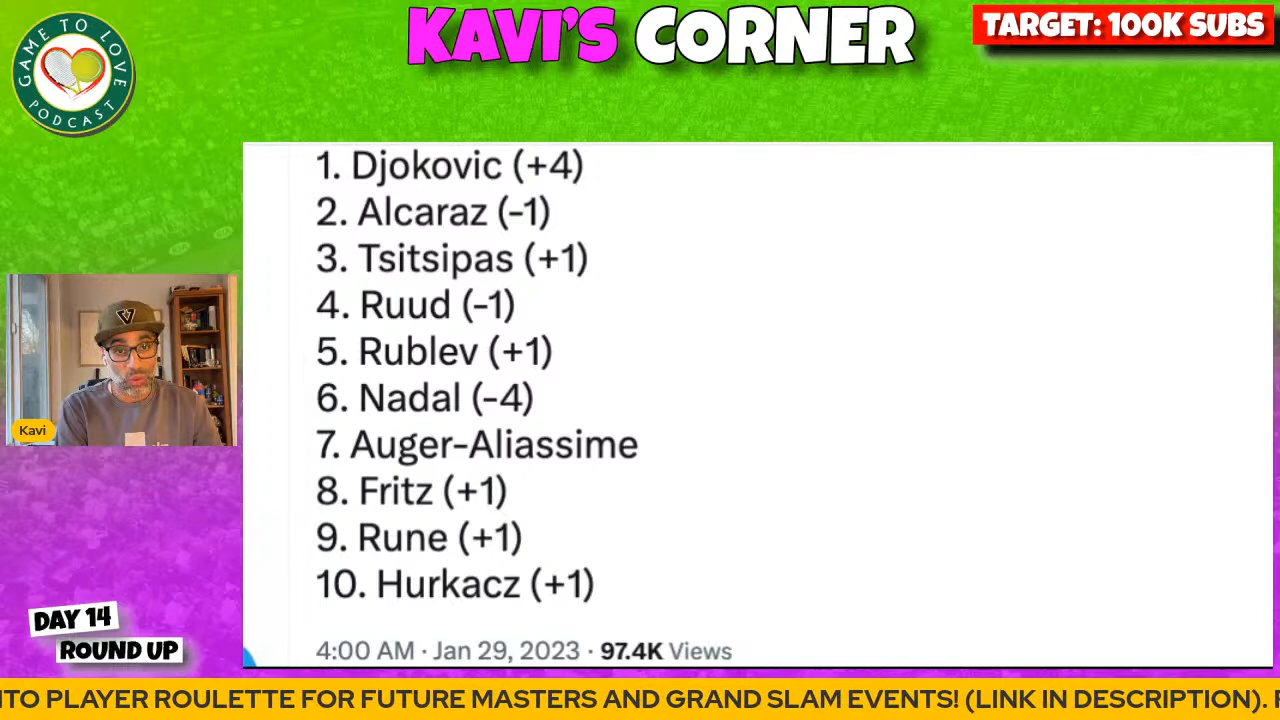 GAME TO LOVE
PODCAST
KAVI'S CORNER
TARGET: 100K SUBS
1. Djokovic (+4)
2. Alcaraz (-1)
3. Tsitsipas (+1)
4. Ruud (-1)
5. Rublev (+1)
6. Nadal (-4)
7. Auger-Aliassime
8. Fritz (+1)
9. Rune (+1)
10. Hurkacz (+1)
4:00 AM · Jan 29, 2023 · 97.4K Views
Kavi
DAY 14
ROUND UP
PLAYER ROULETTE FOR FUTURE MASTERS AND GRAND SLAM EVENTS! (LINK IN DESCRIPTION).